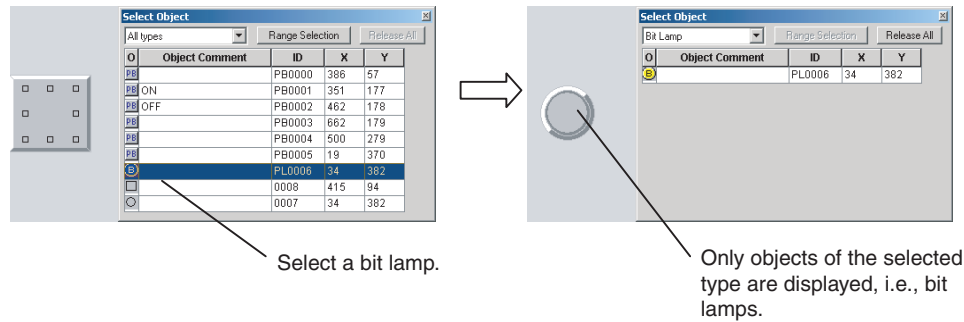 Select Object
All types
Range Selection
Release All
O Object Comment ID X Y
PB PB0000 386 57
PB ON PB0001 351 177
PB OFF PB0002 462 178
PB PB0003 662 179
PB PB0004 500 279
PB PB0005 19 370
B PL0006 34 382
0008 415 94
0007 34 382
Select a bit lamp.
Select Object
Bit Lamp
Range Selection
Release All
O Object Comment ID X Y
B PL0006 34 382
Only objects of the selected
type are displayed, i.e., bit
lamps.